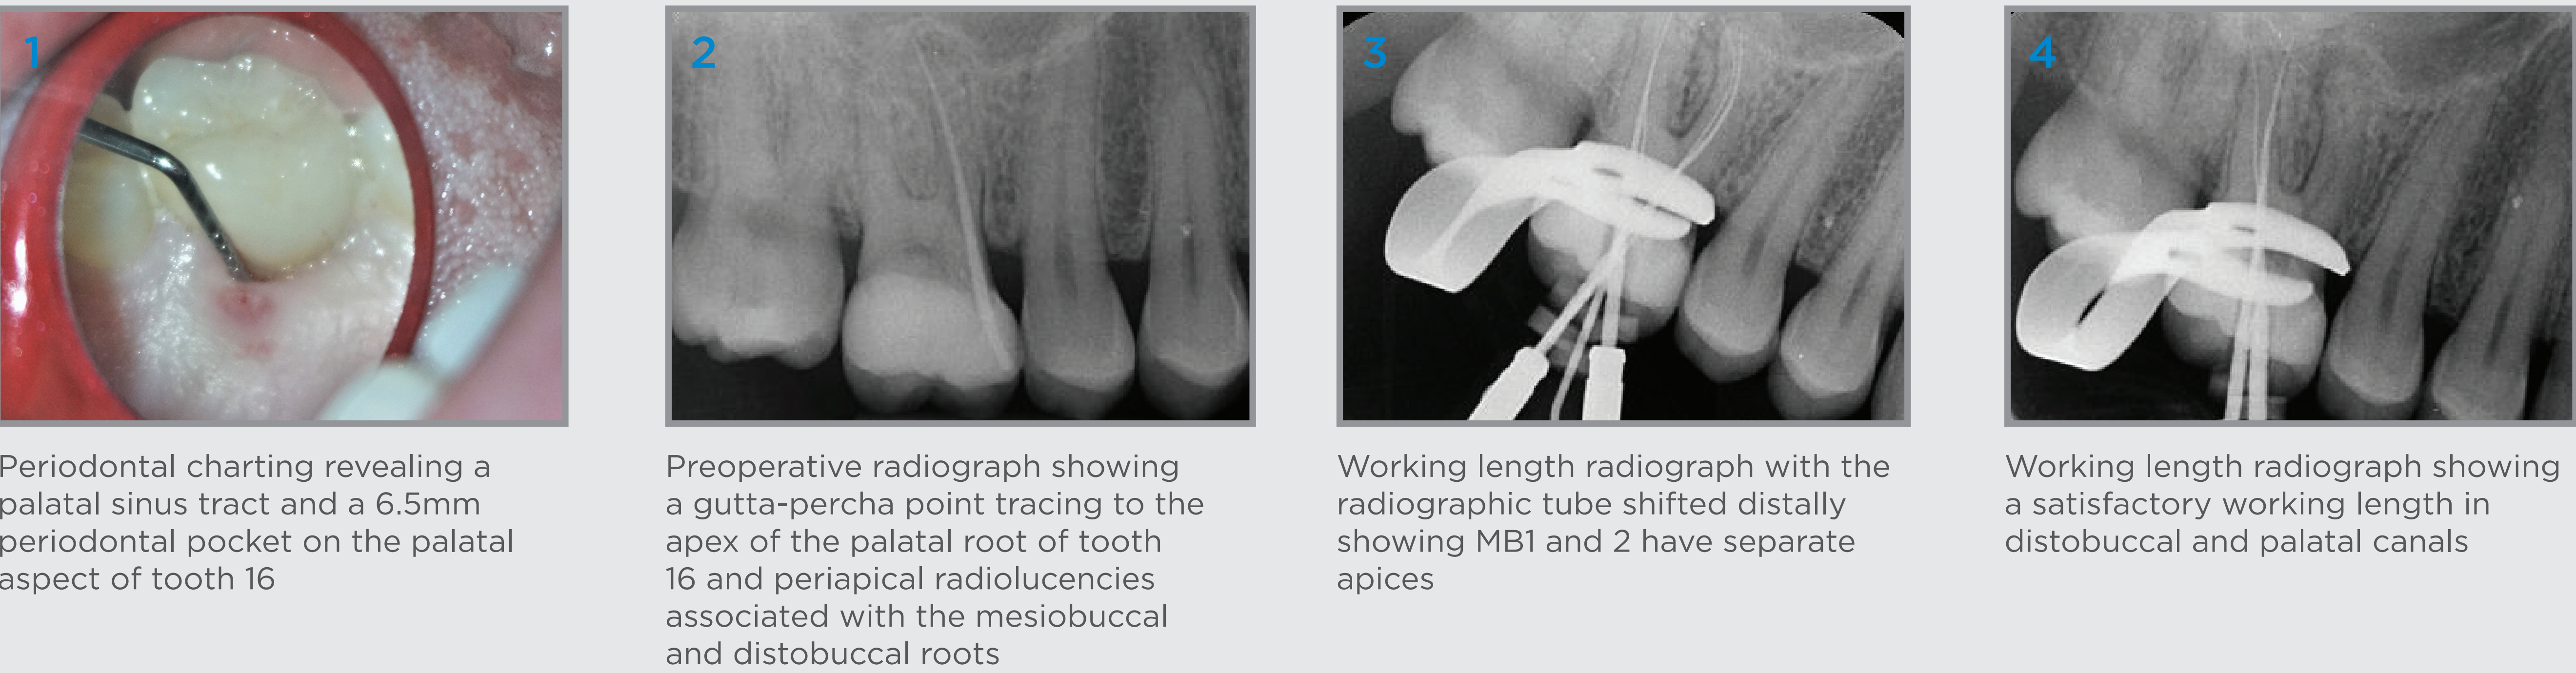 1
Periodontal charting revealing a
palatal sinus tract and a 6.5mm
periodontal pocket on the palatal
aspect of tooth 16
2
Preoperative radiograph showing
a gutta-percha point tracing to the
apex of the palatal root of tooth
16 and periapical radiolucencies
associated with the mesiobuccal
and distobuccal roots
3
Working length radiograph with the
radiographic tube shifted distally
showing MB1 and 2 have separate
apices
4
Working length radiograph showing
a satisfactory working length in
distobuccal and palatal canals